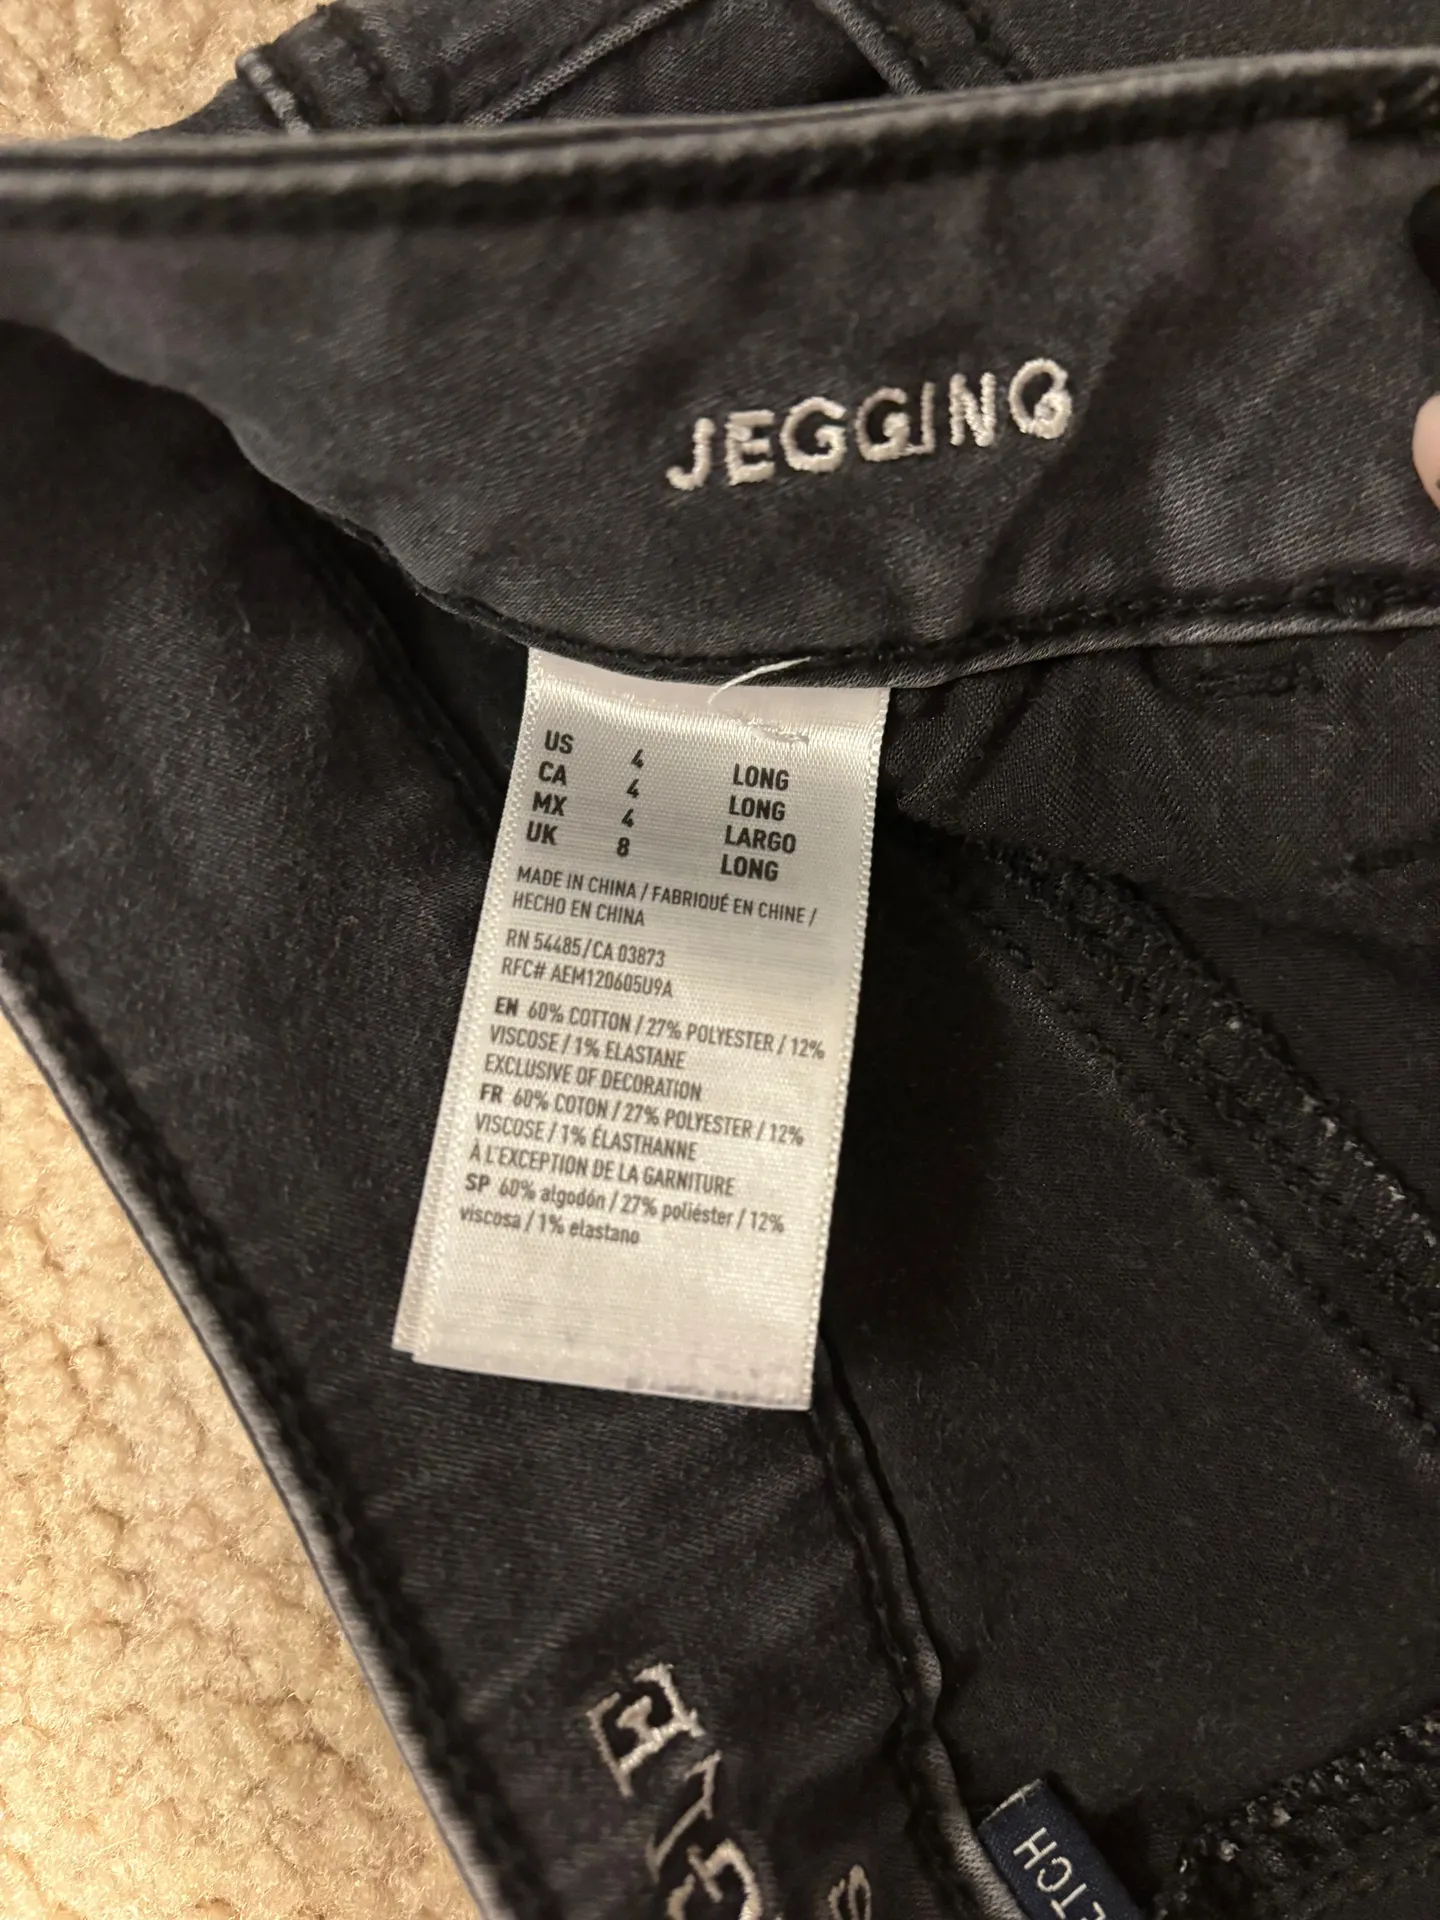 JEGGING
US 4 LONG
CA 4 LONG
MX 4 LARGO
UK 8 LONG
MADE IN CHINA / FABRIQUÉ EN CHINE /
HECHO EN CHINA
RN 54485/CA 03873
RFC# AEM120605U9A
EN 60% COTTON / 27% POLYESTER / 12%
VISCOSE / 1% ELASTANE
EXCLUSIVE OF DECORATION
FR 60% COTON / 27% POLYESTER / 12%
VISCOSE / 1% ÉLASTHANNE
À L'EXCEPTION DE LA GARNITURE
SP 60% algodón / 27% poliéster / 12%
viscosa / 1% elastano